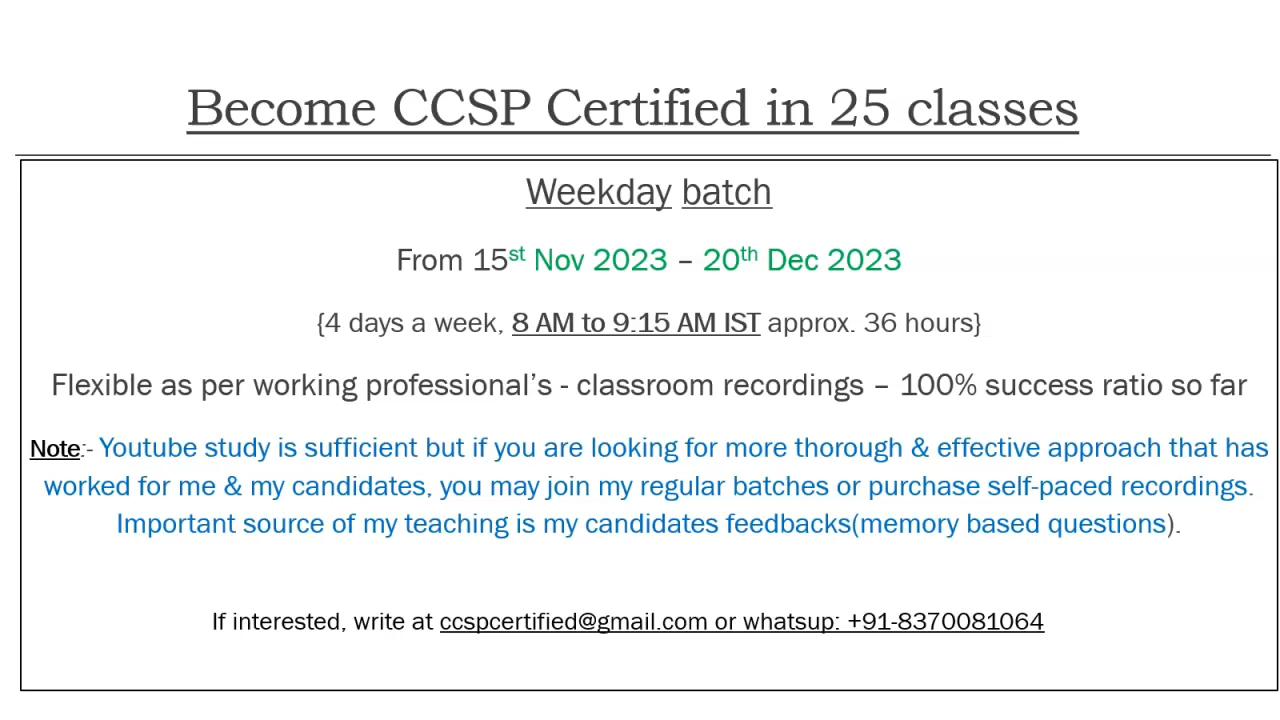 Become CCSP Certified in 25 classes
Weekday batch
From 15st Nov 2023 – 20th Dec 2023
{4 days a week, 8 AM to 9:15 AM IST approx. 36 hours}
Flexible as per working professional’s - classroom recordings – 100% success ratio so far
Note:- Youtube study is sufficient but if you are looking for more thorough & effective approach that has
worked for me & my candidates, you may join my regular batches or purchase self-paced recordings.
Important source of my teaching is my candidates feedbacks(memory based questions).
If interested, write at ccspcertified@gmail.com or whatsup: +91-8370081064